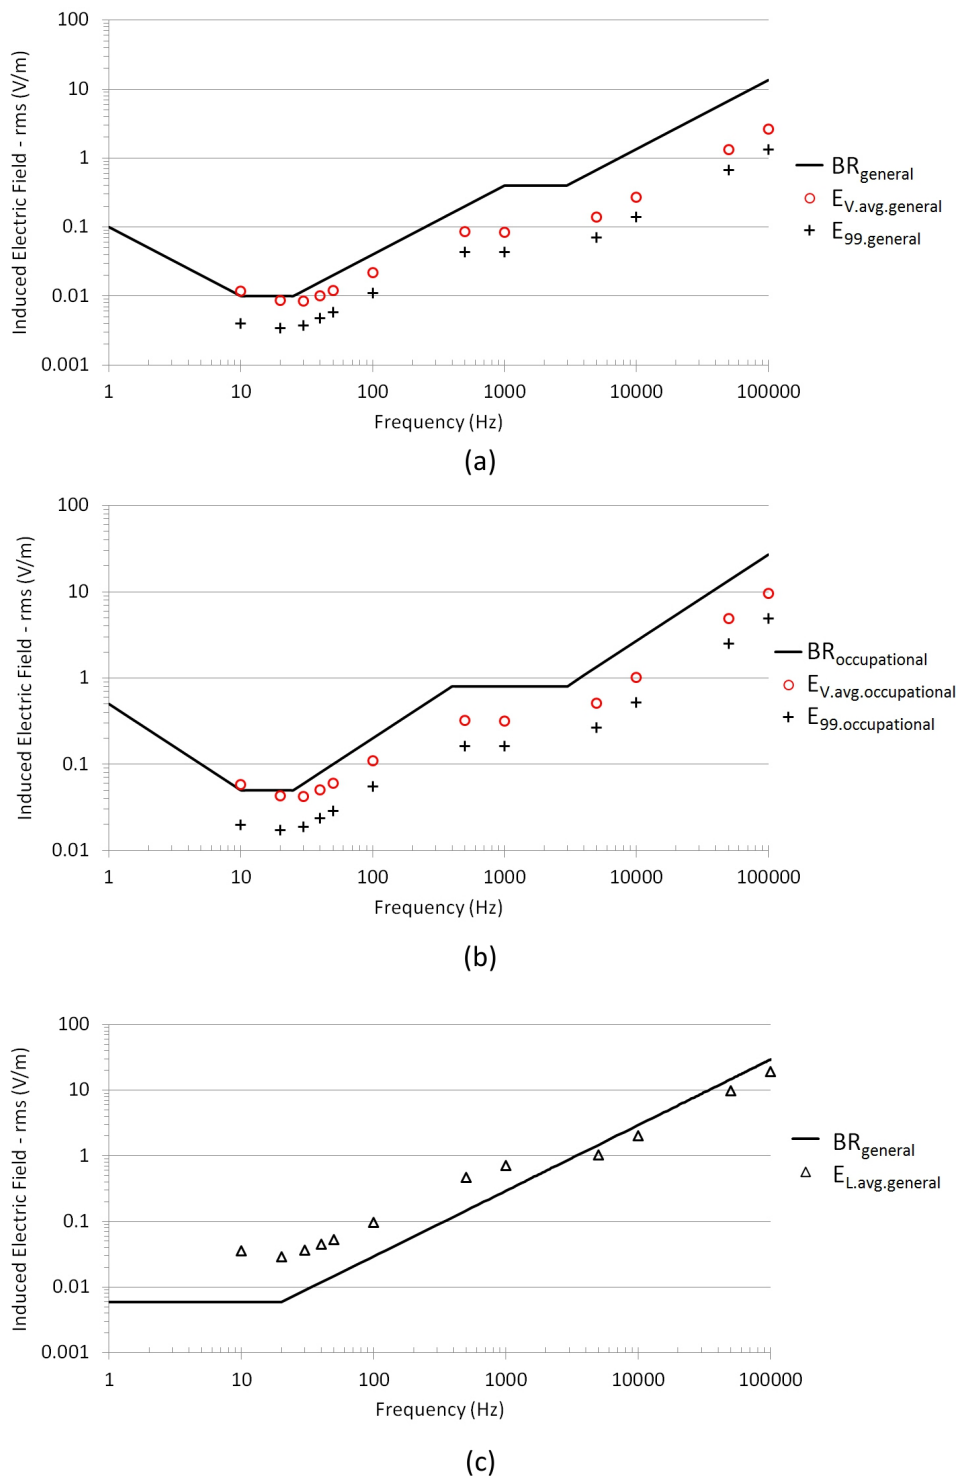 100
10
1
0.1
0.01
0.001
Induced Electric Field - rms (V/m)
1 10 100 1000 10000 100000
Frequency (Hz)
BRgeneral
EV.avg.general
E99.general
(a)
100
10
1
0.1
0.01
Induced Electric Field - rms (V/m)
1 10 100 1000 10000 100000
Frequency (Hz)
BRoccupational
EV.avg.occupational
E99.occupational
(b)
100
10
1
0.1
0.01
0.001
Induced Electric Field - rms (V/m)
1 10 100 1000 10000 100000
Frequency (Hz)
BRgeneral
EL.avg.general
(c)